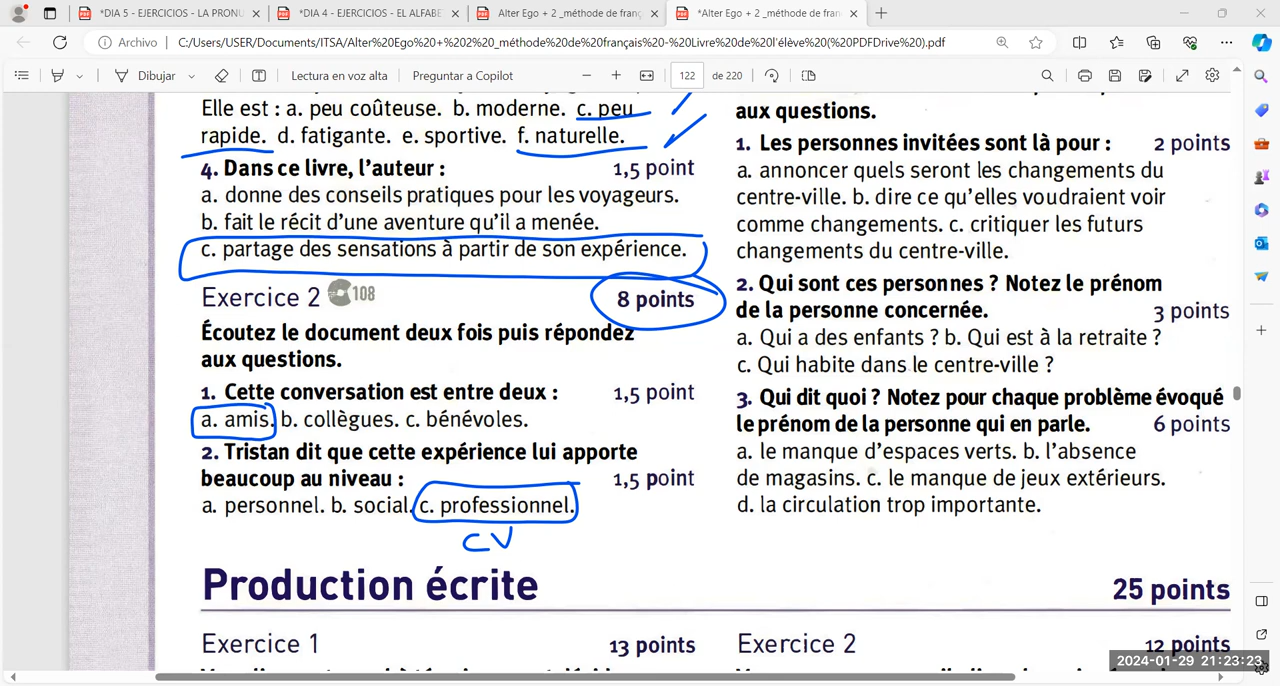 *DIA 5 - EJERCICIOS - LA PRONU
*DIA 4 - EJERCICIOS - EL ALFABE
Alter Ego + 2 _méthode de franç
*Alter Ego + 2 _méthode de fran
Archivo
C:/Users/USER/Documents/ITSA/Alter%20Ego%20+%202%20_méthode%20de%20français%20-%20Livre%20de%20l'élève%20(%20PDFDrive%20).pdf
Dibujar
Lectura en voz alta
Preguntar a Copilot
122
de 220
Elle est : a. peu coûteuse. b. moderne. c. peu
rapide. d. fatigante. e. sportive. f. naturelle.
4. Dans ce livre, l'auteur : 1,5 point
a. donne des conseils pratiques pour les voyageurs.
b. fait le récit d'une aventure qu'il a menée.
c. partage des sensations à partir de son expérience.
Exercice 2 108 8 points
Écoutez le document deux fois puis répondez
aux questions.
1. Cette conversation est entre deux : 1,5 point
a. amis. b. collègues. c. bénévoles.
2. Tristan dit que cette expérience lui apporte
beaucoup au niveau : 1,5 point
a. personnel. b. social. c. professionnel.
CV
aux questions.
1. Les personnes invitées sont là pour : 2 points
a. annoncer quels seront les changements du
centre-ville. b. dire ce qu'elles voudraient voir
comme changements. c. critiquer les futurs
changements du centre-ville.
2. Qui sont ces personnes ? Notez le prénom
de la personne concernée. 3 points
a. Qui a des enfants ? b. Qui est à la retraite ?
c. Qui habite dans le centre-ville ?
3. Qui dit quoi ? Notez pour chaque problème évoqué
le prénom de la personne qui en parle. 6 points
a. le manque d'espaces verts. b. l'absence
de magasins. c. le manque de jeux extérieurs.
d. la circulation trop importante.
Production écrite 25 points
Exercice 1 13 points
Exercice 2 12 points
2024-01-29 21:23:23